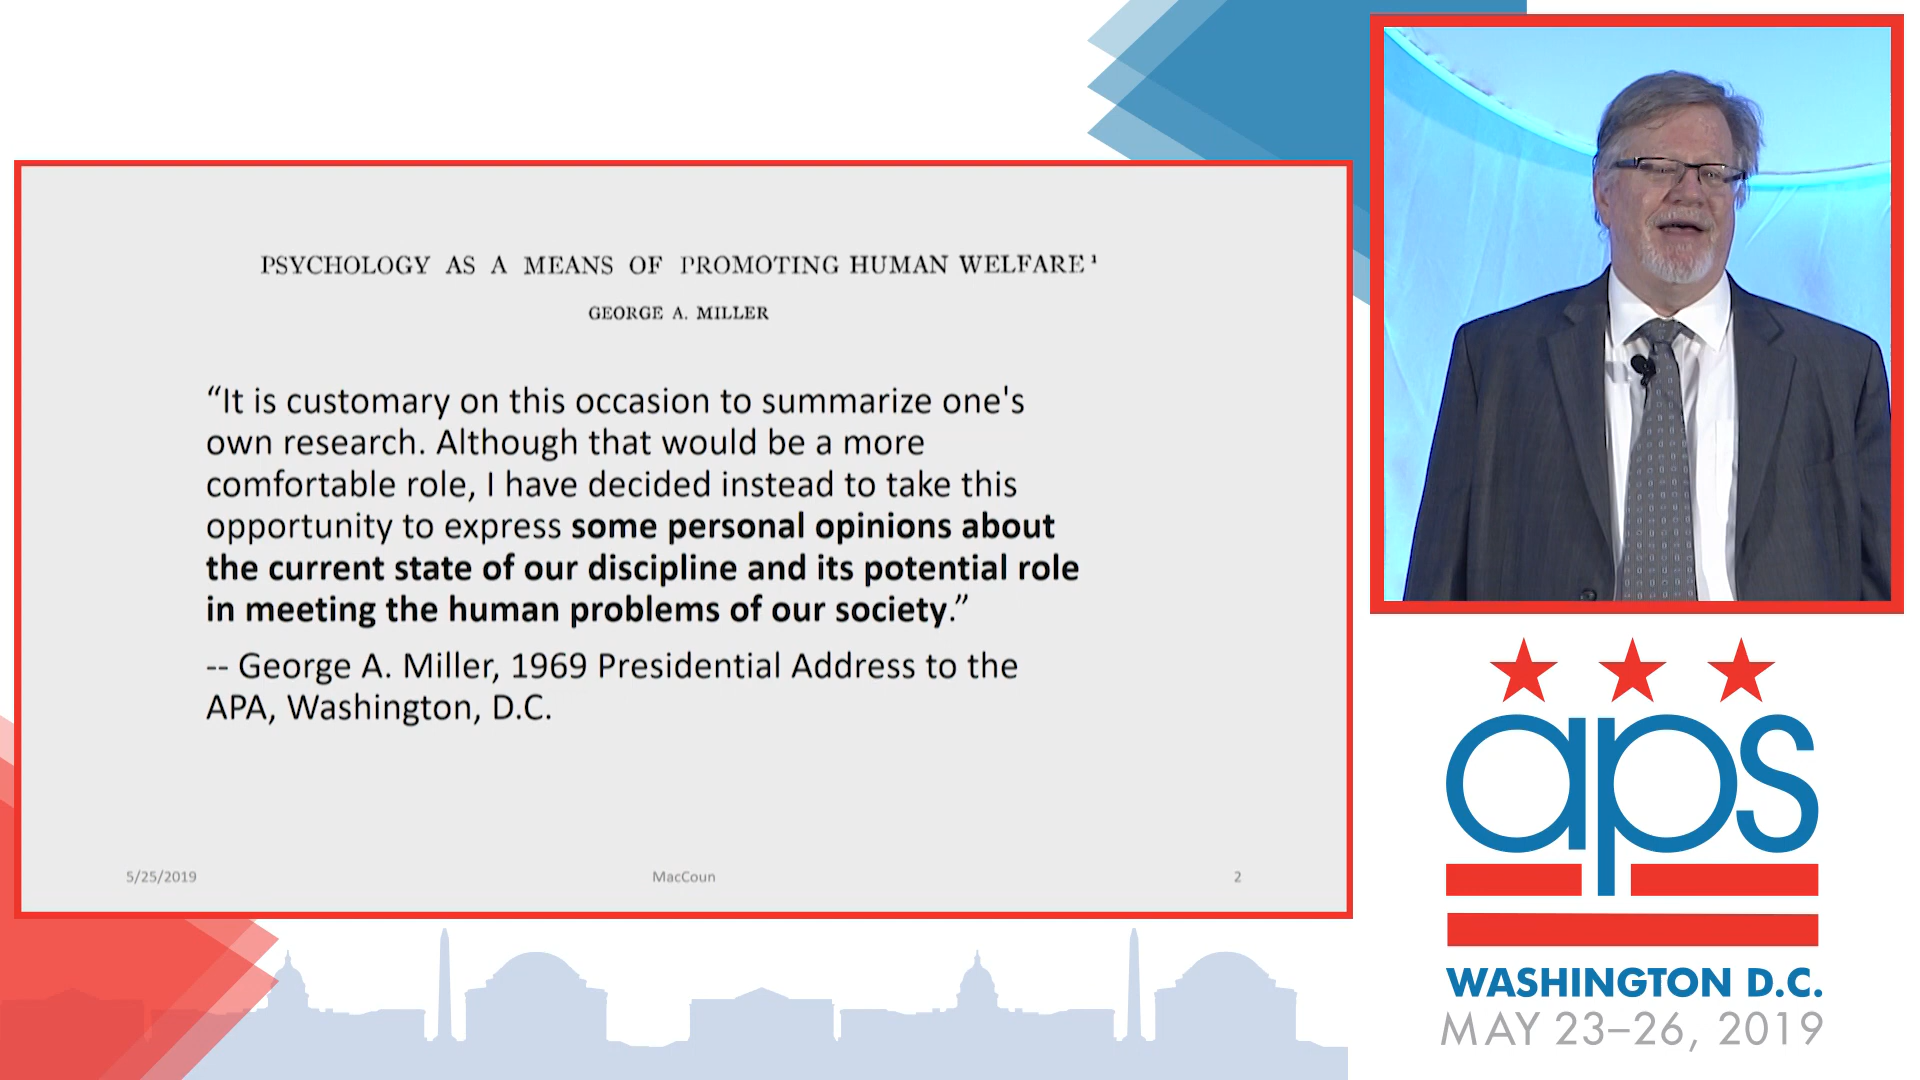 PSYCHOLOGY AS A MEANS OF PROMOTING HUMAN WELFARE¹
GEORGE A. MILLER
“It is customary on this occasion to summarize one's
own research. Although that would be a more
comfortable role, I have decided instead to take this
opportunity to express some personal opinions about
the current state of our discipline and its potential role
in meeting the human problems of our society.”
-- George A. Miller, 1969 Presidential Address to the
APA, Washington, D.C.
5/25/2019 MacCoun 2
aps
WASHINGTON D.C.
MAY 23–26, 2019